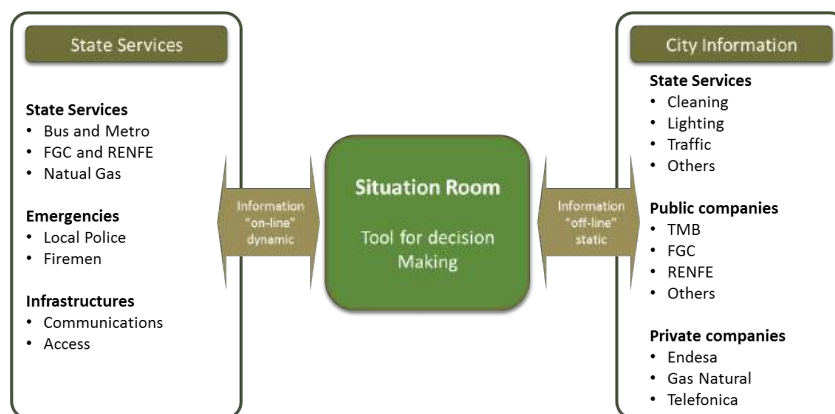 State Services
State Services
• Bus and Metro
• FGC and RENFE
• Natual Gas
Emergencies
• Local Police
• Firemen
Infrastructures
• Communications
• Access
Information
"on-line"
dynamic
Situation Room
Tool for decision
Making
Information
"off-line"
static
City Information
State Services
• Cleaning
• Lighting
• Traffic
• Others
Public companies
• TMB
• FGC
• RENFE
• Others
Private companies
• Endesa
• Gas Natural
• Telefonica